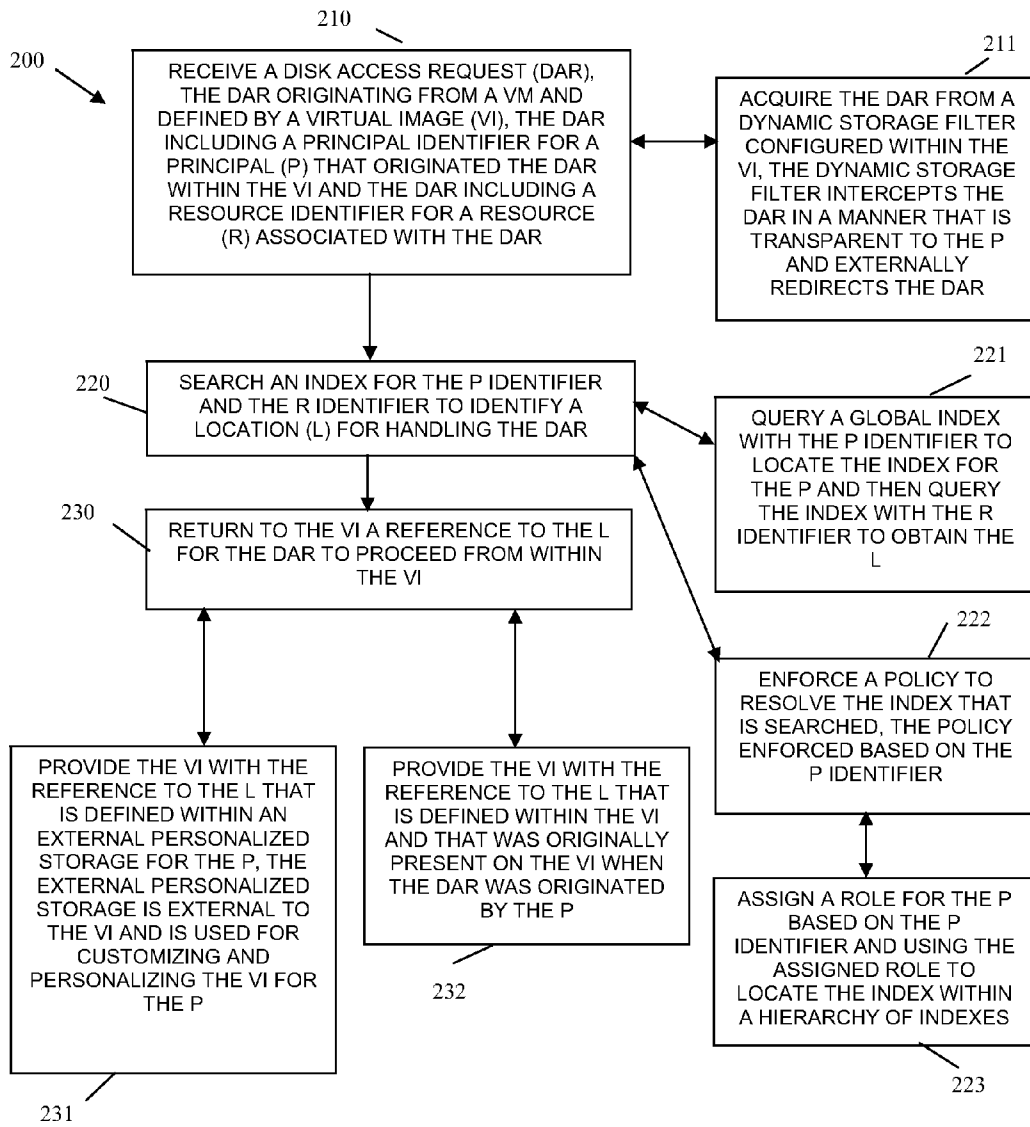 200
210
RECEIVE A DISK ACCESS REQUEST (DAR),
THE DAR ORIGINATING FROM A VM AND
DEFINED BY A VIRTUAL IMAGE (VI), THE DAR
INCLUDING A PRINCIPAL IDENTIFIER FOR A
PRINCIPAL (P) THAT ORIGINATED THE DAR
WITHIN THE VI AND THE DAR INCLUDING A
RESOURCE IDENTIFIER FOR A RESOURCE
(R) ASSOCIATED WITH THE DAR
211
ACQUIRE THE DAR FROM A
DYNAMIC STORAGE FILTER
CONFIGURED WITHIN THE
VI, THE DYNAMIC STORAGE
FILTER INTERCEPTS THE
DAR IN A MANNER THAT IS
TRANSPARENT TO THE P
AND EXTERNALLY
REDIRECTS THE DAR
220
SEARCH AN INDEX FOR THE P IDENTIFIER
AND THE R IDENTIFIER TO IDENTIFY A
LOCATION (L) FOR HANDLING THE DAR
221
QUERY A GLOBAL INDEX
WITH THE P IDENTIFIER TO
LOCATE THE INDEX FOR
THE P AND THEN QUERY
THE INDEX WITH THE R
IDENTIFIER TO OBTAIN THE
L
230
RETURN TO THE VI A REFERENCE TO THE L
FOR THE DAR TO PROCEED FROM WITHIN
THE VI
222
ENFORCE A POLICY TO
RESOLVE THE INDEX THAT
IS SEARCHED, THE POLICY
ENFORCED BASED ON THE
P IDENTIFIER
PROVIDE THE VI WITH THE
REFERENCE TO THE L THAT
IS DEFINED WITHIN AN
EXTERNAL PERSONALIZED
STORAGE FOR THE P, THE
EXTERNAL PERSONALIZED
STORAGE IS EXTERNAL TO
THE VI AND IS USED FOR
CUSTOMIZING AND
PERSONALIZING THE VI FOR
THE P
231
PROVIDE THE VI WITH THE
REFERENCE TO THE L THAT
IS DEFINED WITHIN THE VI
AND THAT WAS ORIGINALLY
PRESENT ON THE VI WHEN
THE DAR WAS ORIGINATED
BY THE P
232
ASSIGN A ROLE FOR THE P
BASED ON THE P
IDENTIFIER AND USING THE
ASSIGNED ROLE TO
LOCATE THE INDEX WITHIN
A HIERARCHY OF INDEXES
223